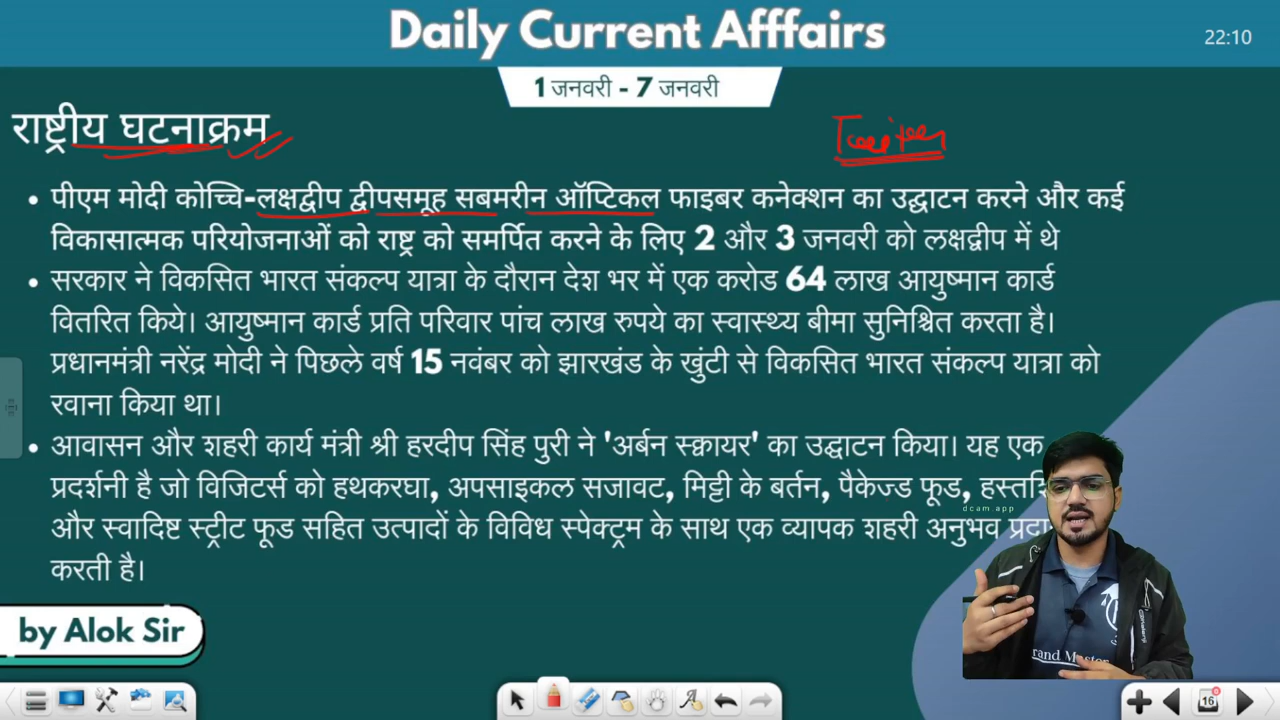 Daily Current Afffairs
22:10
1 जनवरी - 7 जनवरी
राष्ट्रीय घटनाक्रम
• पीएम मोदी कोच्चि-लक्षद्वीप द्वीपसमूह सबमरीन ऑप्टिकल फाइबर कनेक्शन का उद्घाटन करने और कई
विकासात्मक परियोजनाओं को राष्ट्र को समर्पित करने के लिए 2 और 3 जनवरी को लक्षद्वीप में थे
• सरकार ने विकसित भारत संकल्प यात्रा के दौरान देश भर में एक करोड 64 लाख आयुष्मान कार्ड
वितरित किये। आयुष्मान कार्ड प्रति परिवार पांच लाख रुपये का स्वास्थ्य बीमा सुनिश्चित करता है।
प्रधानमंत्री नरेंद्र मोदी ने पिछले वर्ष 15 नवंबर को झारखंड के खुंटी से विकसित भारत संकल्प यात्रा को
रवाना किया था।
• आवासन और शहरी कार्य मंत्री श्री हरदीप सिंह पुरी ने 'अर्बन स्क्वायर' का उद्घाटन किया। यह एक
प्रदर्शनी है जो विजिटर्स को हथकरघा, अपसाइकल सजावट, मिट्टी के बर्तन, पैकेज्ड फूड,
dcam.app
और स्वादिष्ट स्ट्रीट फूड सहित उत्पादों के विविध स्पेक्ट्रम के साथ एक व्यापक शहरी अनुभव
करती है।
by Alok Sir
16